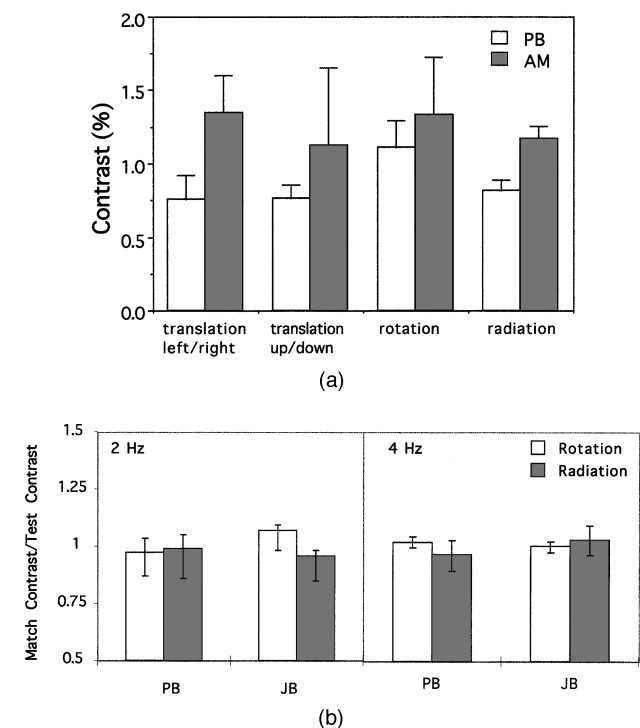 2.0
PB
AM
1.5
1.0
0.5
0.0
Contrast (%)
translation left/right
translation up/down
rotation
radiation
(a)
1.5
2 Hz
4 Hz
Rotation
Radiation
1.25
1
0.75
0.5
Match Contrast/Test Contrast
PB
JB
PB
JB
(b)